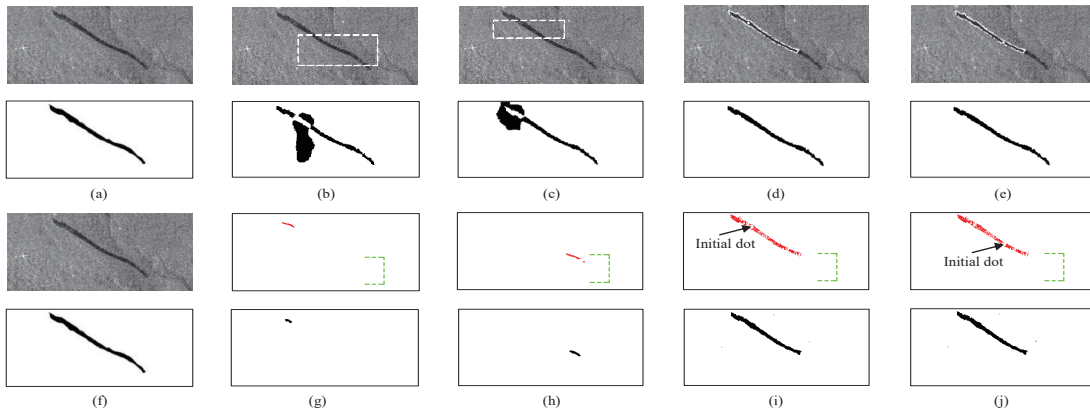 (a) (b) (c) (d) (e)
Initial dot
Initial dot
(f) (g) (h) (i) (j)